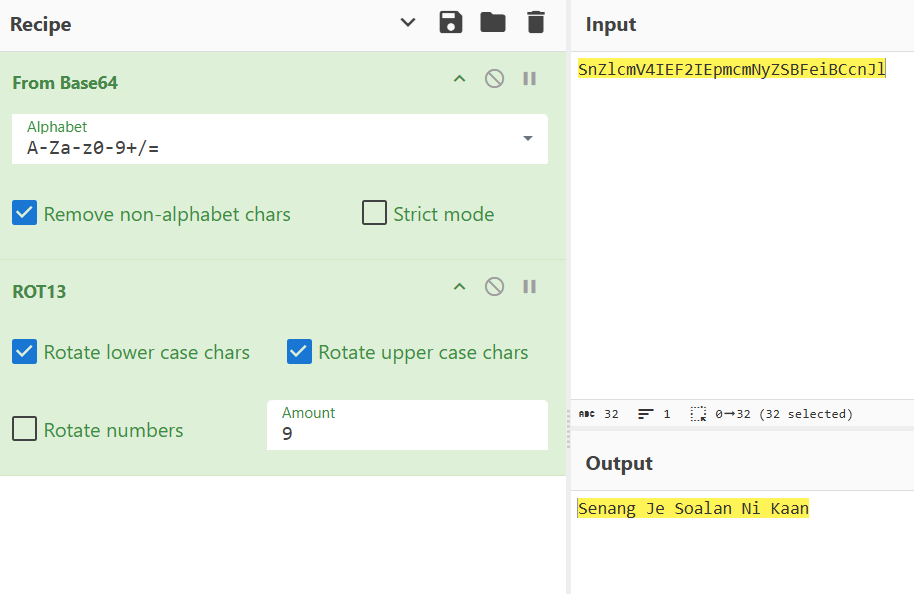 Recipe
From Base64
Alphabet
A-Za-z0-9+/=
Remove non-alphabet chars
Strict mode
ROT13
Rotate lower case chars
Rotate upper case chars
Rotate numbers
Amount
9
Input
SnZlcmV4IEF2IEpmcmNyZSBFeiBCcnJl
ABC 32
1
0→32 (32 selected)
Output
Senang Je Soalan Ni Kaan